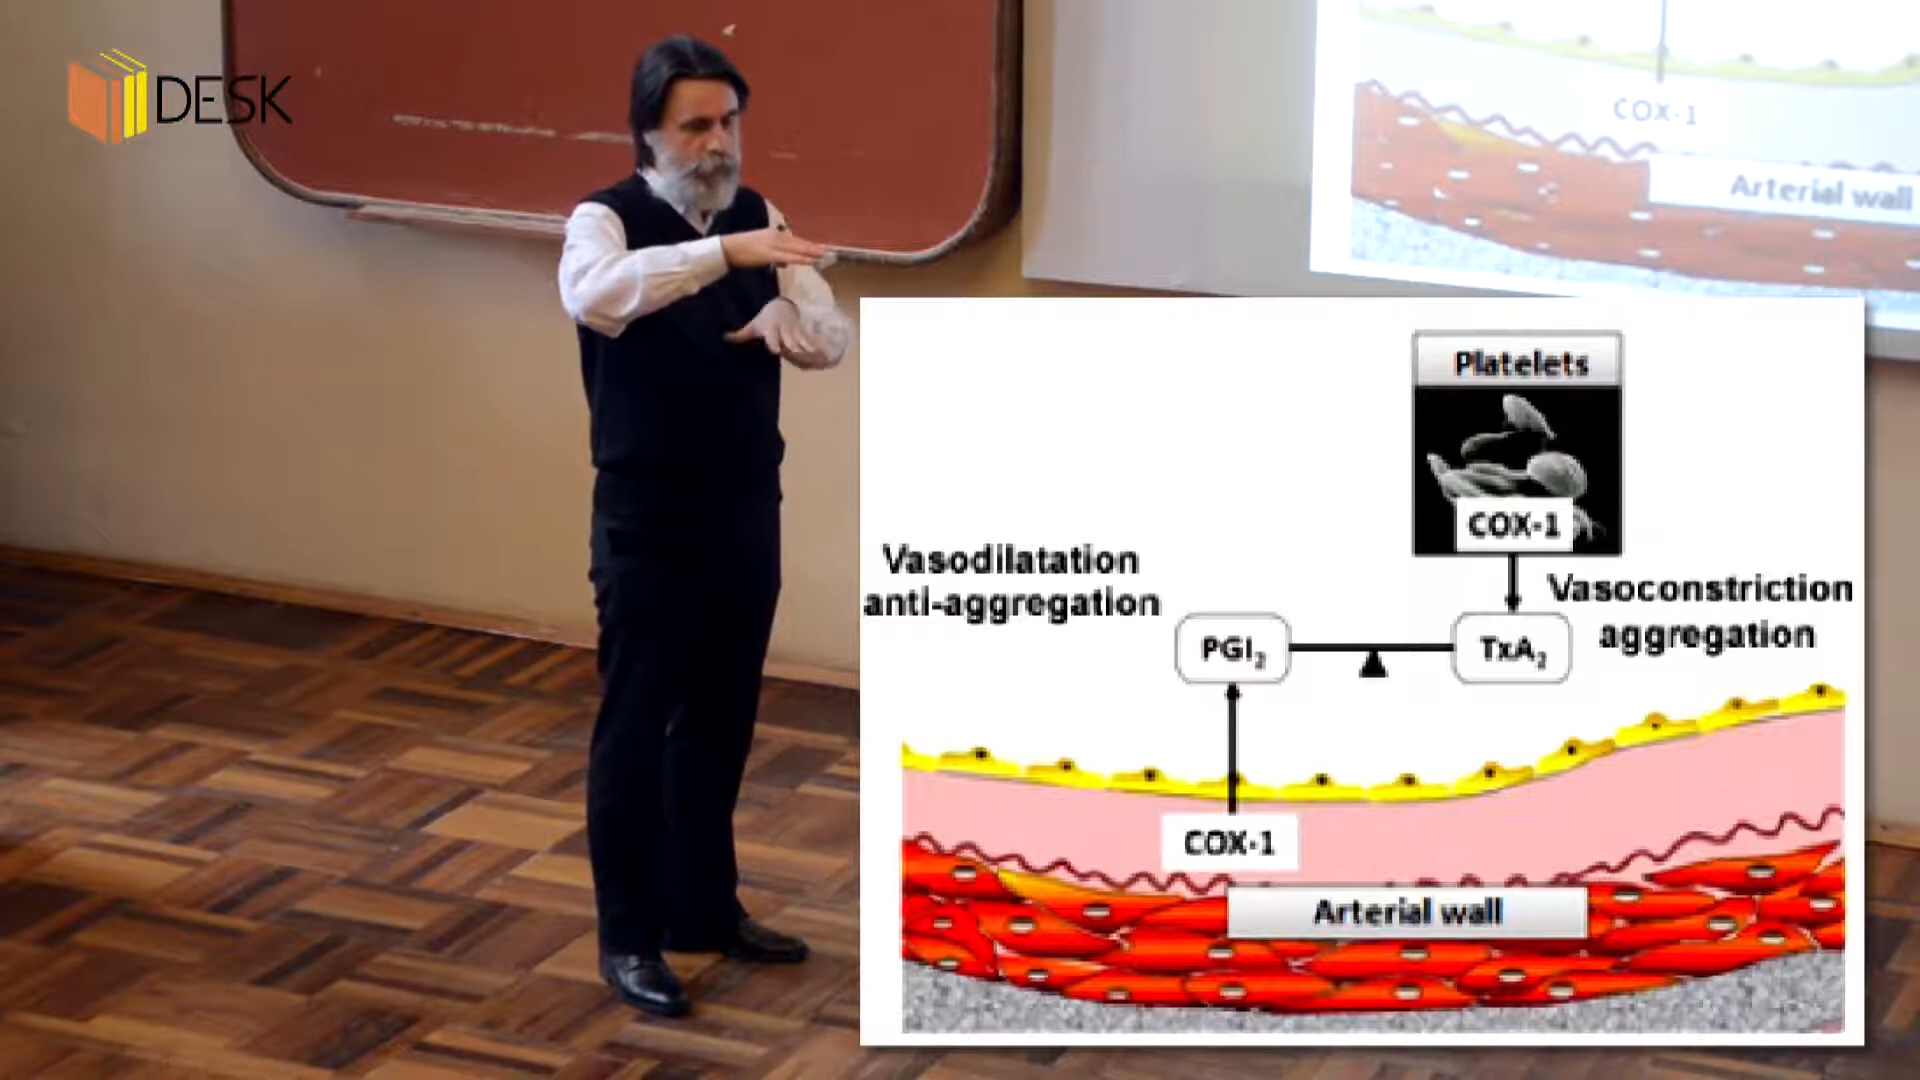 DESK
COX-1
Arterial wall
Platelets
COX-1
Vasodilatation
anti-aggregation
Vasoconstriction
aggregation
PGI₂
TxA₂
COX-1
Arterial wall